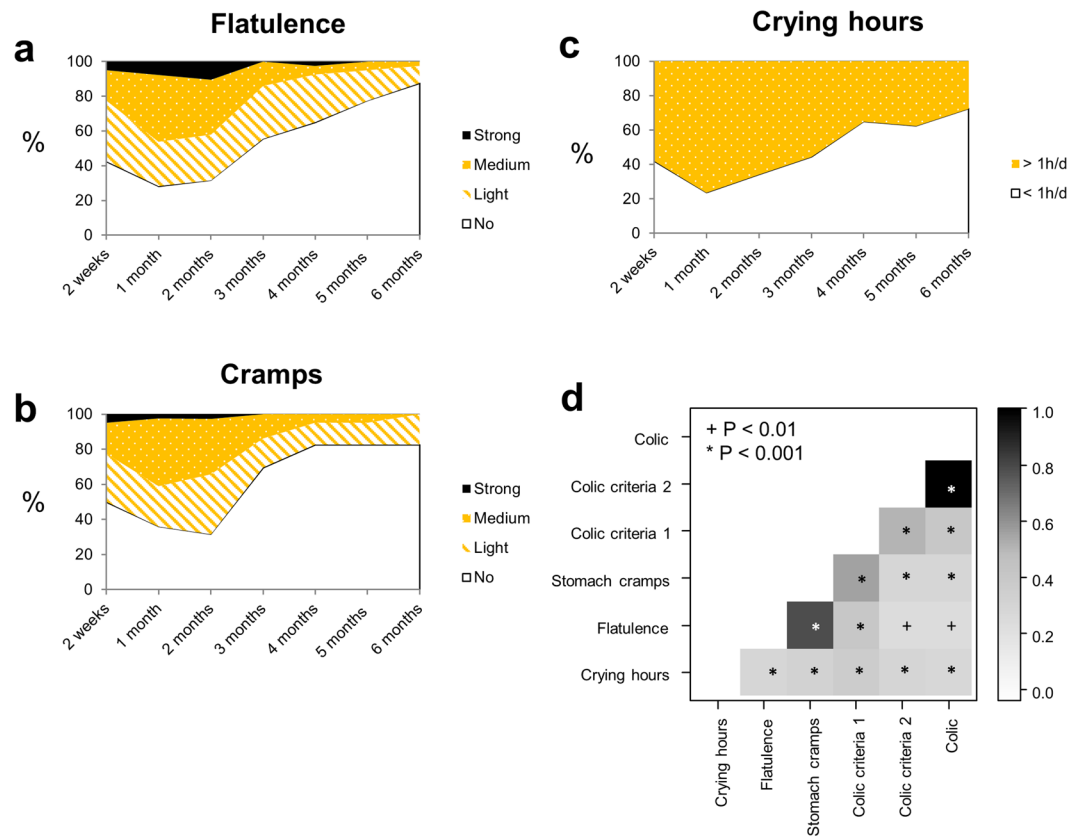 a
Flatulence
%
100
80
60
40
20
0
2 weeks
1 month
2 months
3 months
4 months
5 months
6 months
Strong
Medium
Light
No
c
Crying hours
%
100
80
60
40
20
0
2 weeks
1 month
2 months
3 months
4 months
5 months
6 months
> 1h/d
< 1h/d
b
Cramps
%
100
80
60
40
20
0
2 weeks
1 month
2 months
3 months
4 months
5 months
6 months
Strong
Medium
Light
No
d
+ P < 0.01
* P < 0.001
Colic
Colic criteria 2
*
Colic criteria 1
* *
Stomach cramps
* * *
Flatulence
* * + +
Crying hours
* * * * *
Crying hours
Flatulence
Stomach cramps
Colic criteria 1
Colic criteria 2
Colic
1.0
0.8
0.6
0.4
0.2
0.0